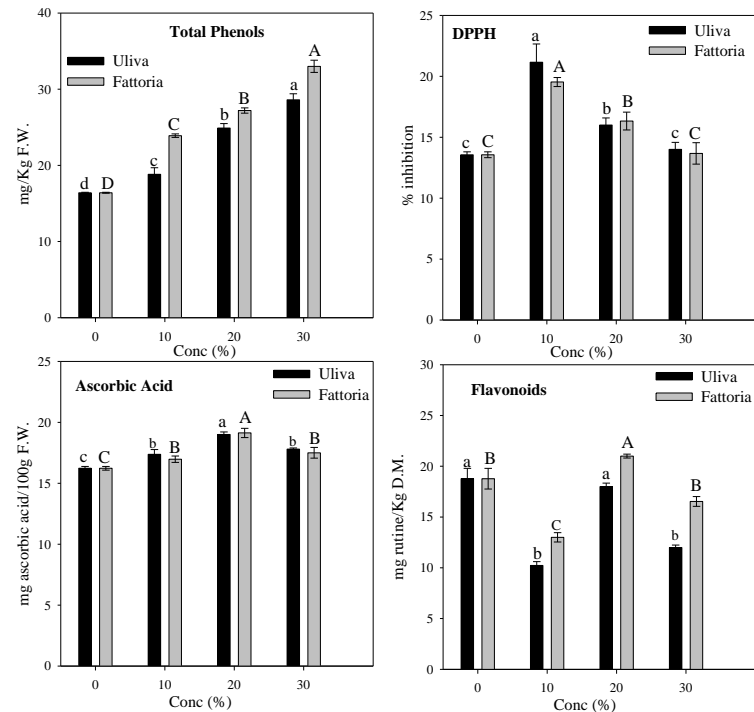 Total Phenols
Uliva
Fattoria
mg/Kg F.W.
40
30
20
10
0
d
D
c
C
b
B
a
A
0
10
20
30
Conc (%)
DPPH
Uliva
Fattoria
% inhibition
25
20
15
10
5
0
c
C
a
A
b
B
c
C
0
10
20
30
Conc (%)
Ascorbic Acid
Uliva
Fattoria
mg ascorbic acid/100g F.W.
25
20
15
10
5
0
c
C
b
B
a
A
b
B
0
10
20
30
Conc (%)
Flavonoids
Uliva
Fattoria
mg rutine/Kg D.M.
30
25
20
15
10
5
0
a
B
b
C
a
A
b
B
0
10
20
30
Conc (%)